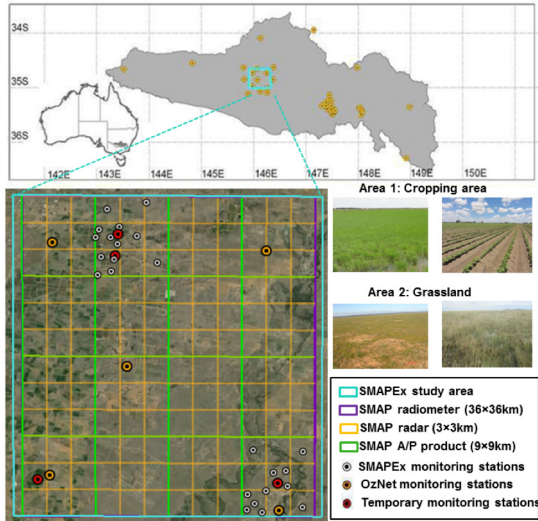 34S
35S
36S
142E 143E 144E 145E 146E 147E 148E 149E 150E
Area 1: Cropping area
Area 2: Grassland
SMAPEx study area
SMAP radiometer (36×36km)
SMAP radar (3×3km)
SMAP A/P product (9×9km)
SMAPEx monitoring stations
OzNet monitoring stations
Temporary monitoring stations